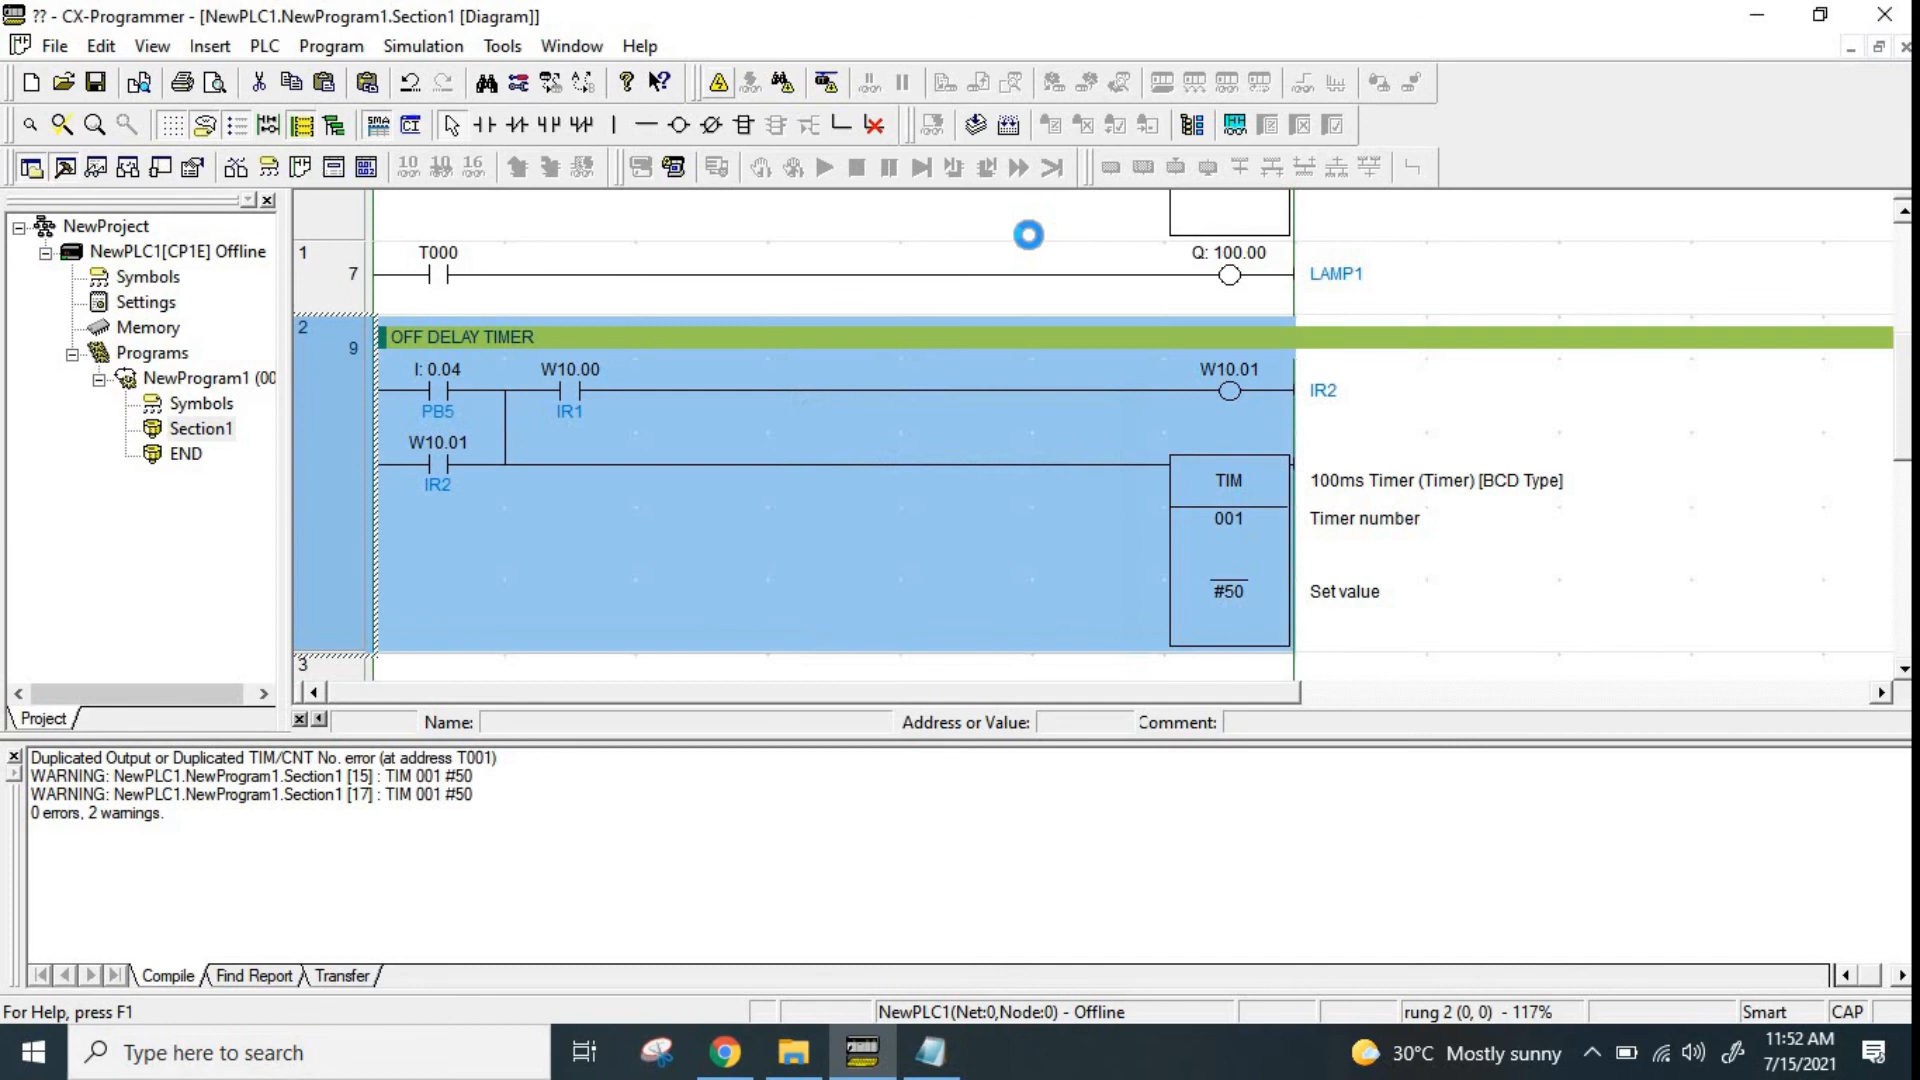 ?? - CX-Programmer - [NewPLC1.NewProgram1.Section1 [Diagram]]
File Edit View Insert PLC Program Simulation Tools Window Help
SMA CI
10 10 16
NewProject
NewPLC1[CP1E] Offline
Symbols
Settings
Memory
Programs
NewProgram1 (00
Symbols
Section1
END
Project
1
7
T000
Q: 100.00
LAMP1
2
9
OFF DELAY TIMER
I: 0.04 W10.00 W10.01
IR2
PB5 IR1
W10.01
IR2
TIM 100ms Timer (Timer) [BCD Type]
001 Timer number
#50 Set value
3
Name: Address or Value: Comment:
Duplicated Output or Duplicated TIM/CNT No. error (at address T001)
WARNING: NewPLC1.NewProgram1.Section1 [15] : TIM 001 #50
WARNING: NewPLC1.NewProgram1.Section1 [17] : TIM 001 #50
0 errors, 2 warnings.
Compile Find Report Transfer
For Help, press F1
NewPLC1(Net:0,Node:0) - Offline
rung 2 (0, 0) - 117%
Smart
CAP
Type here to search
30°C Mostly sunny
11:52 AM
7/15/2021